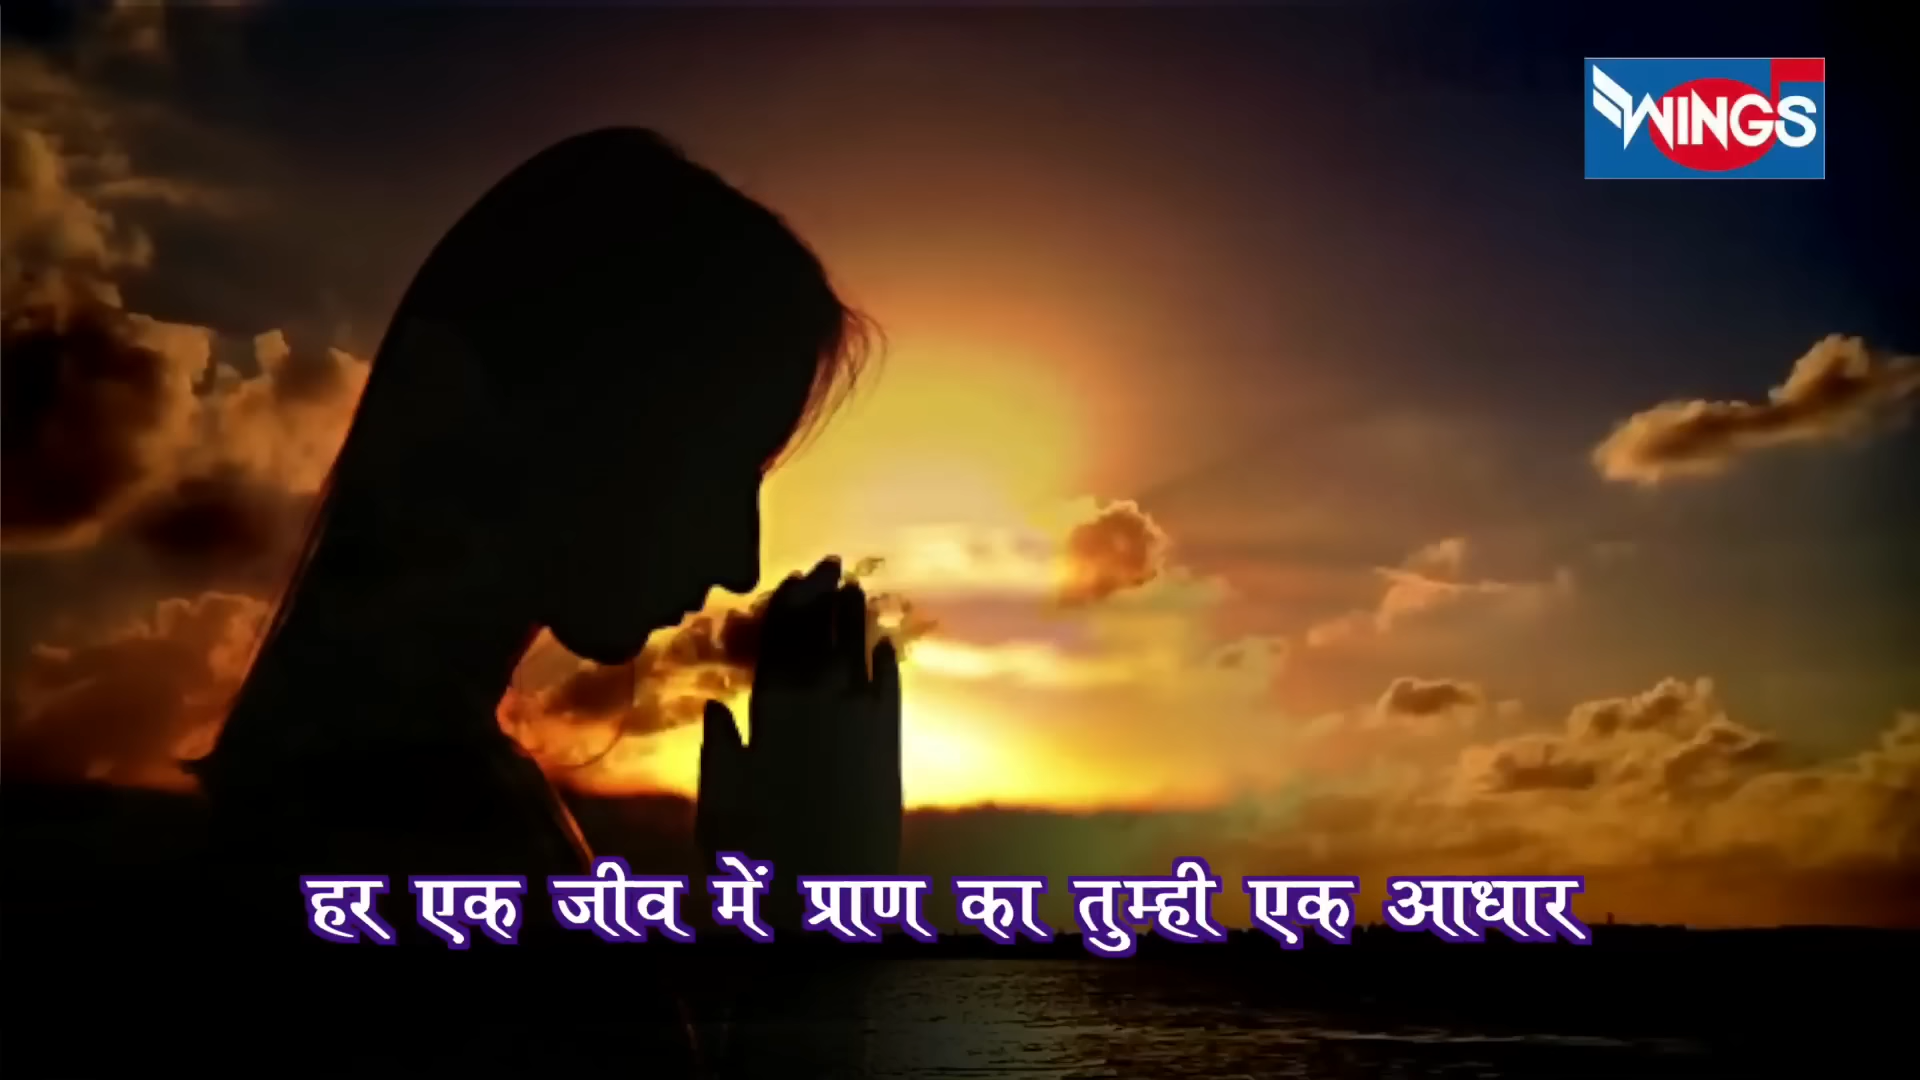 WINGS
हर एक जीव में प्राण का तुम्ही एक आधार